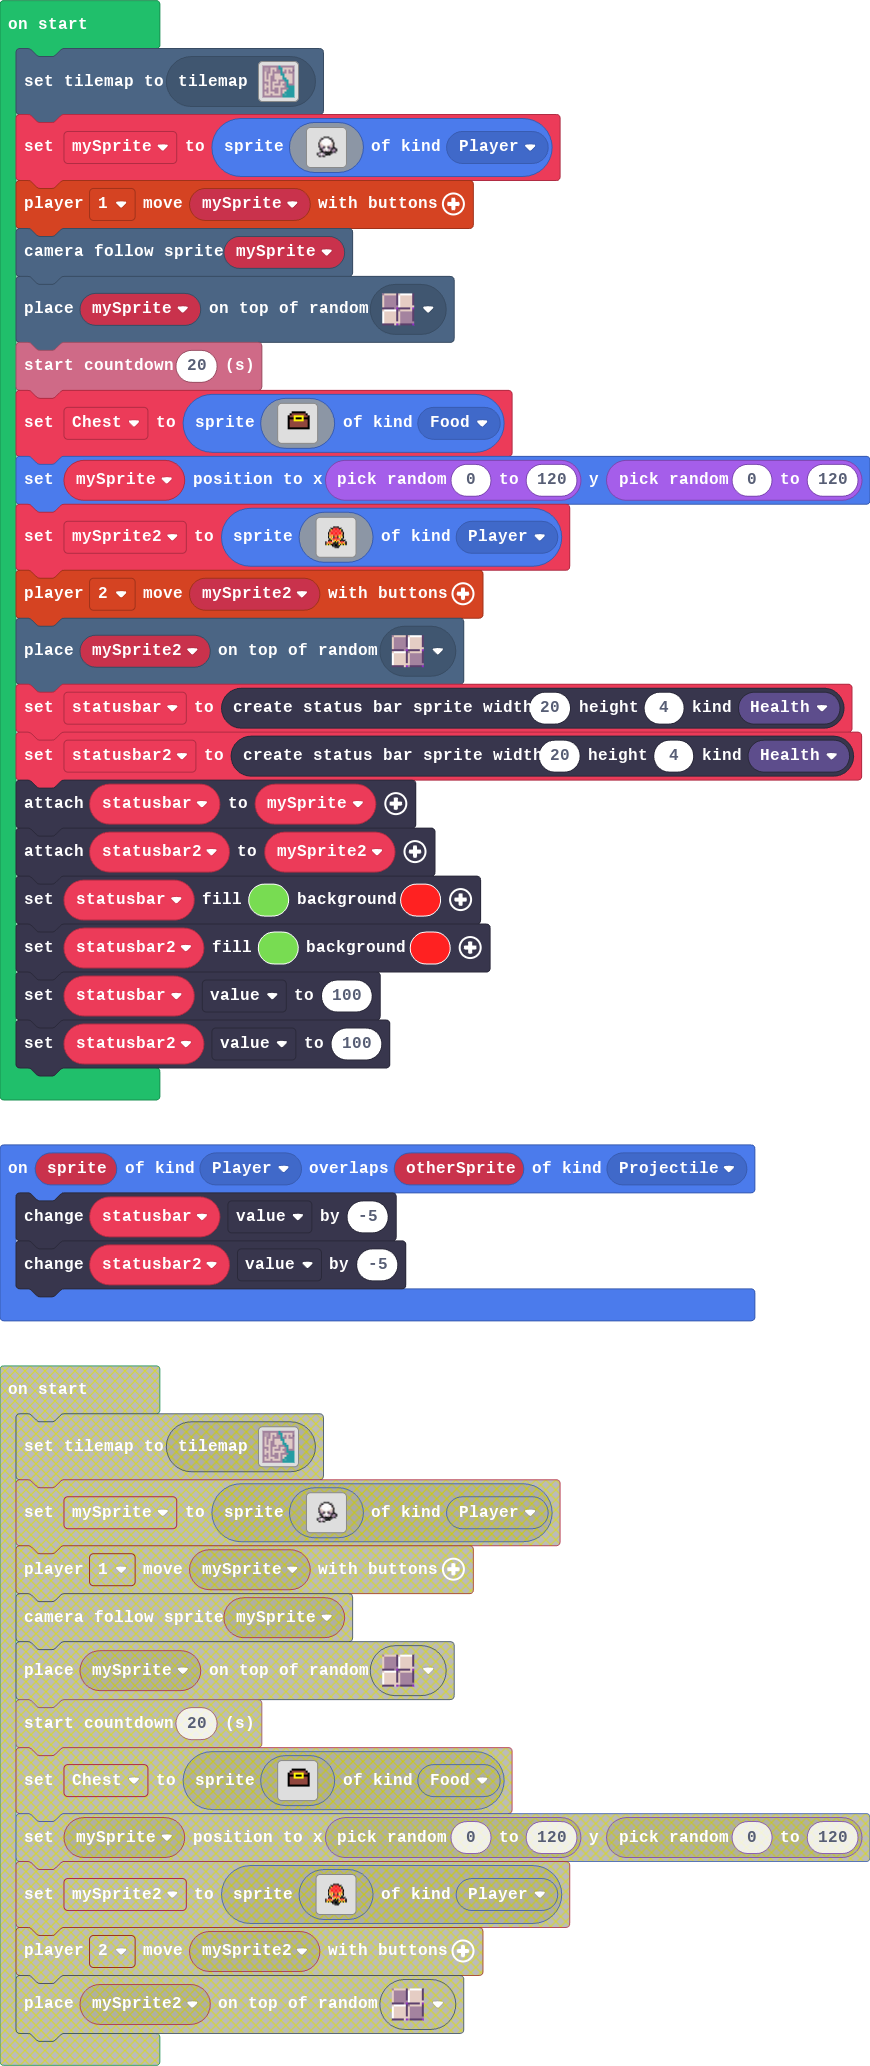 on start
set tilemap to tilemap
set mySprite to sprite of kind Player
player 1 move mySprite with buttons
camera follow sprite mySprite
place mySprite on top of random
start countdown 20 (s)
set Chest to sprite of kind Food
set mySprite position to x pick random 0 to 120 y pick random 0 to 120
set mySprite2 to sprite of kind Player
player 2 move mySprite2 with buttons
place mySprite2 on top of random
set statusbar to create status bar sprite width 20 height 4 kind Health
set statusbar2 to create status bar sprite width 20 height 4 kind Health
attach statusbar to mySprite
attach statusbar2 to mySprite2
set statusbar fill background
set statusbar2 fill background
set statusbar value to 100
set statusbar2 value to 100
on sprite of kind Player overlaps otherSprite of kind Projectile
change statusbar value by -5
change statusbar2 value by -5
on start
set tilemap to tilemap
set mySprite to sprite of kind Player
player 1 move mySprite with buttons
camera follow sprite mySprite
place mySprite on top of random
start countdown 20 (s)
set Chest to sprite of kind Food
set mySprite position to x pick random 0 to 120 y pick random 0 to 120
set mySprite2 to sprite of kind Player
player 2 move mySprite2 with buttons
place mySprite2 on top of random